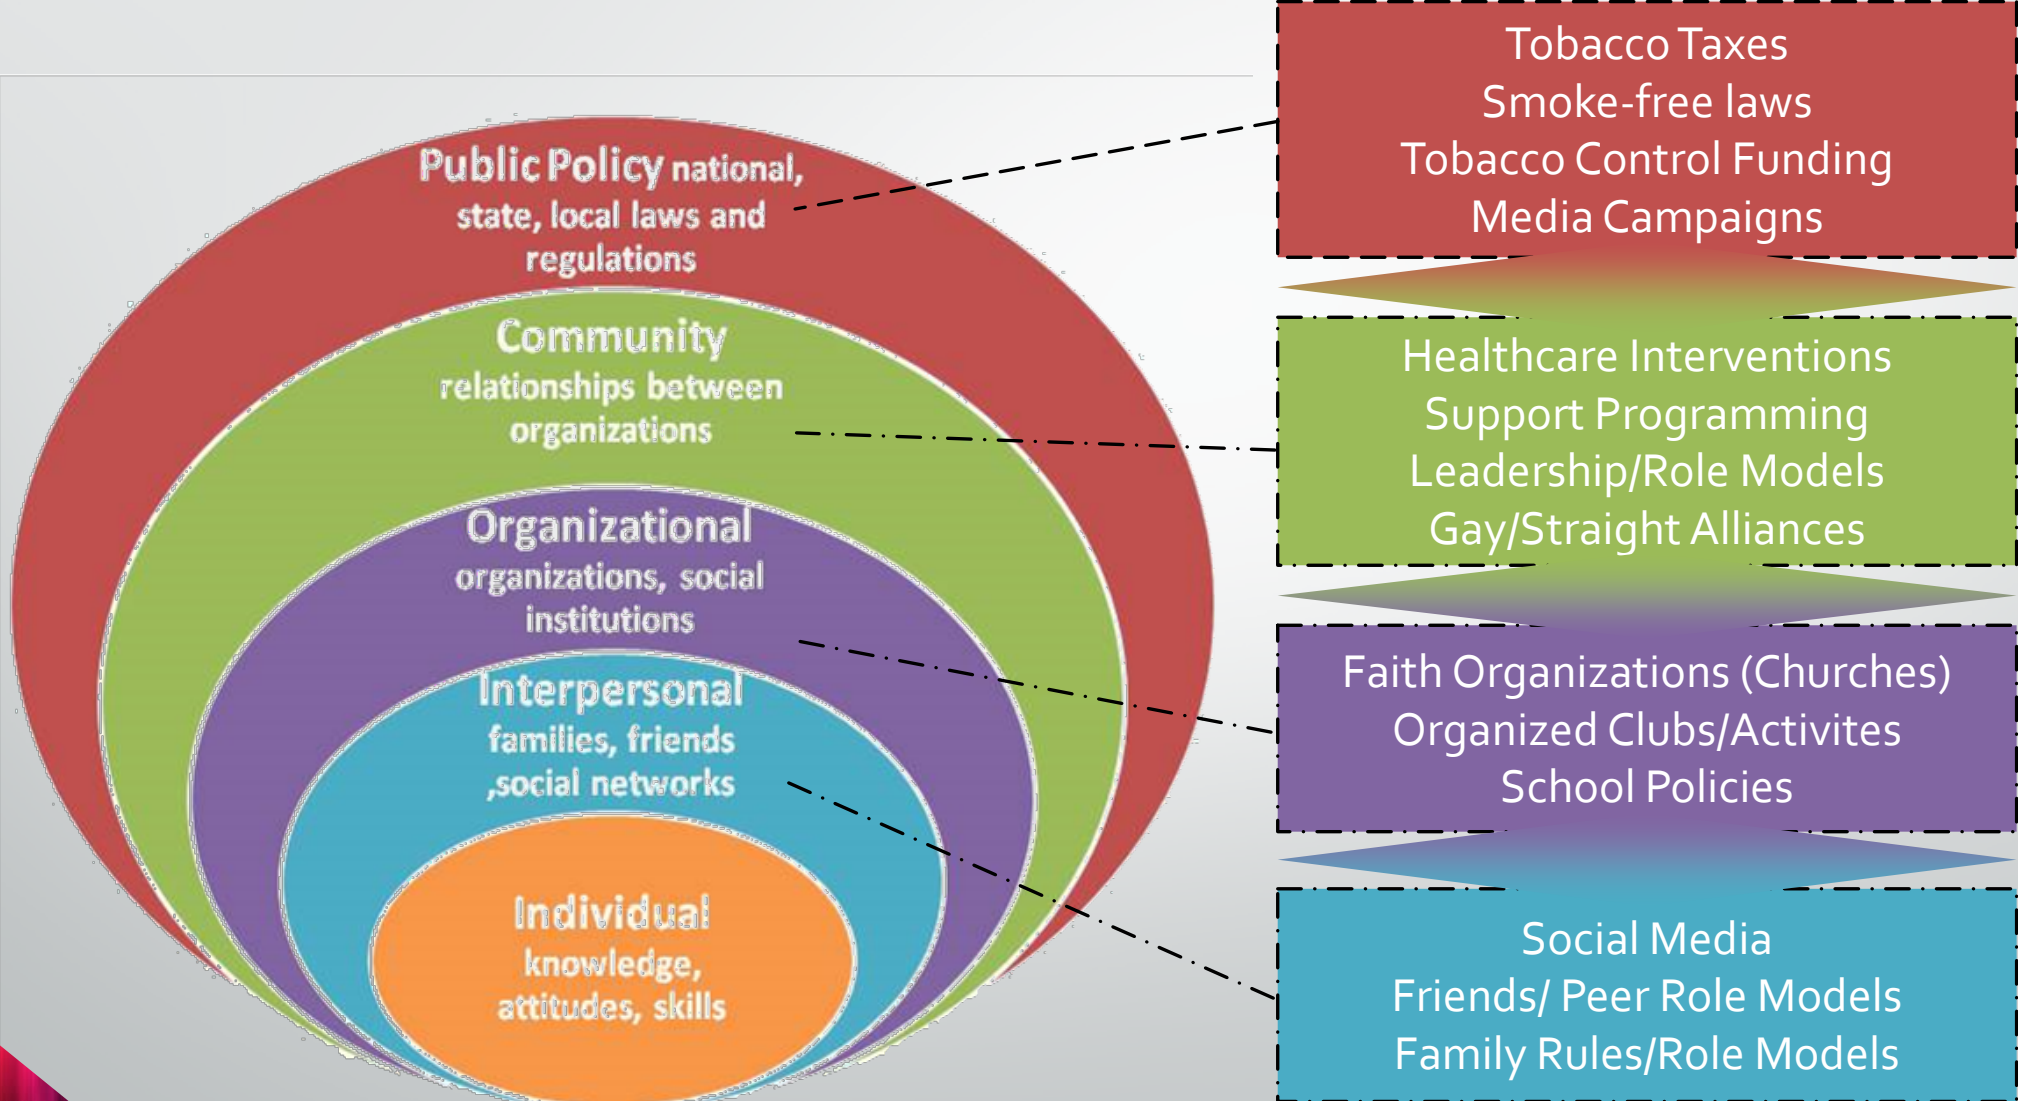 Public Policy national,
state, local laws and
regulations
Community
relationships between
organizations
Organizational
organizations, social
institutions
Interpersonal
families, friends
,social networks
Individual
knowledge,
attitudes, skills
Tobacco Taxes
Smoke-free laws
Tobacco Control Funding
Media Campaigns
Healthcare Interventions
Support Programming
Leadership/Role Models
Gay/Straight Alliances
Faith Organizations (Churches)
Organized Clubs/Activites
School Policies
Social Media
Friends/ Peer Role Models
Family Rules/Role Models